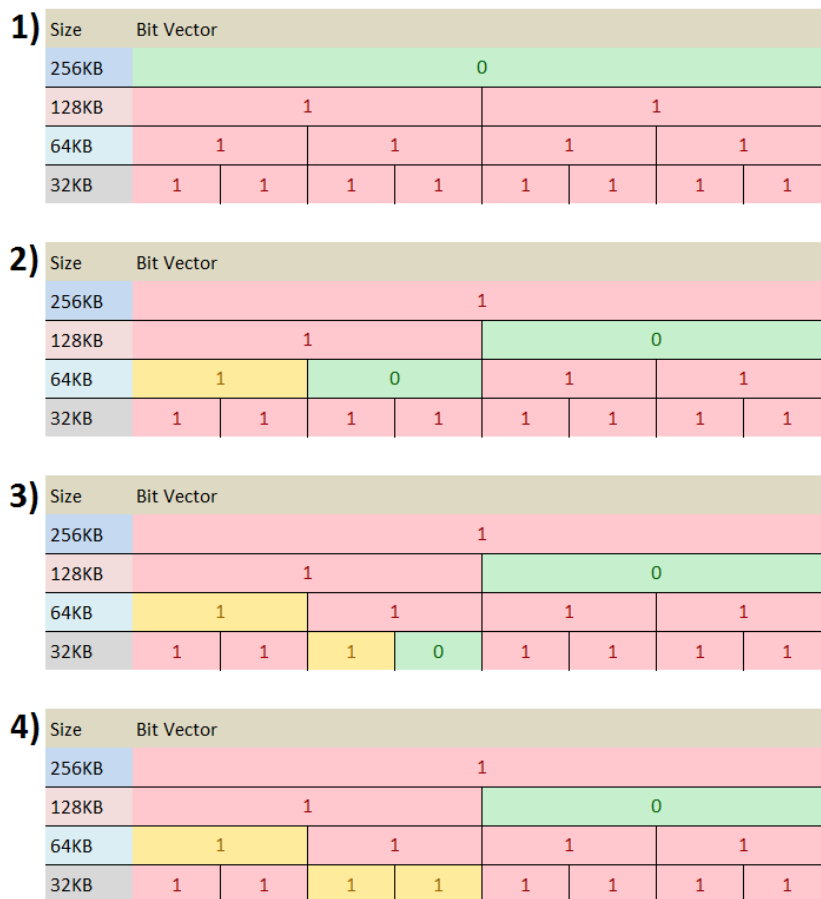 1) Size Bit Vector
256KB 0
128KB 1 1
64KB 1 1 1 1
32KB 1 1 1 1 1 1 1 1
2) Size Bit Vector
256KB 1
128KB 1 0
64KB 1 0 1 1
32KB 1 1 1 1 1 1 1 1
3) Size Bit Vector
256KB 1
128KB 1 0
64KB 1 1 1 1
32KB 1 1 1 0 1 1 1 1
4) Size Bit Vector
256KB 1
128KB 1 0
64KB 1 1 1 1
32KB 1 1 1 1 1 1 1 1